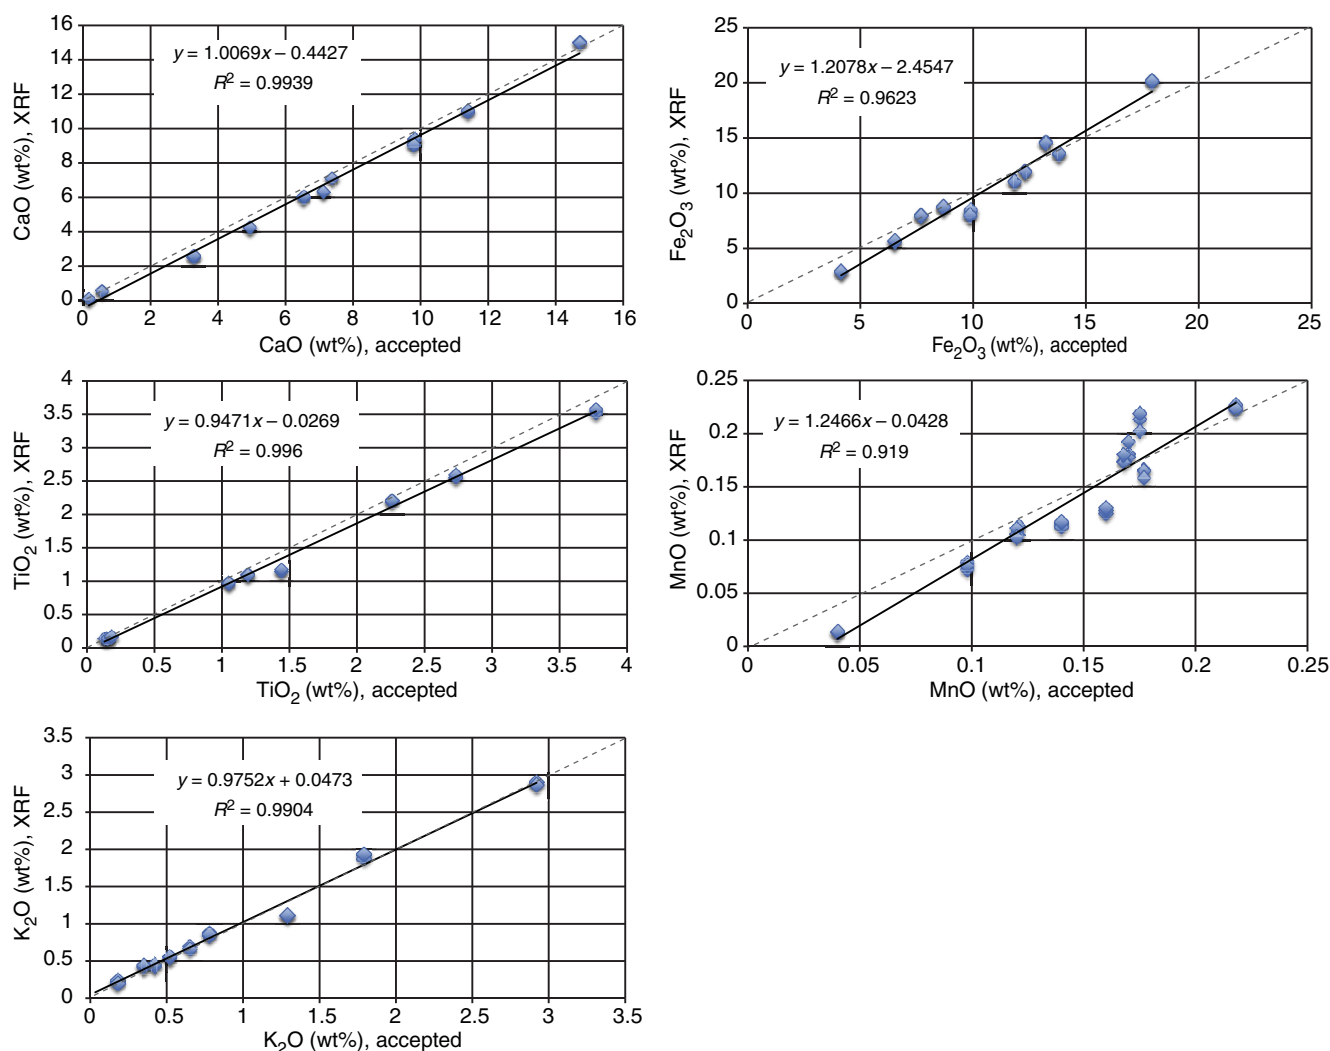 16
14
12
10
8
6
4
2
0
CaO (wt%), XRF
y = 1.0069x – 0.4427
R² = 0.9939
0 2 4 6 8 10 12 14 16
CaO (wt%), accepted
25
20
15
10
5
0
Fe₂O₃ (wt%), XRF
y = 1.2078x – 2.4547
R² = 0.9623
0 5 10 15 20 25
Fe₂O₃ (wt%), accepted
4
3.5
3
2.5
2
1.5
1
0.5
0
TiO₂ (wt%), XRF
y = 0.9471x – 0.0269
R² = 0.996
0 0.5 1 1.5 2 2.5 3 3.5 4
TiO₂ (wt%), accepted
0.25
0.2
0.15
0.1
0.05
0
MnO (wt%), XRF
y = 1.2466x – 0.0428
R² = 0.919
0 0.05 0.1 0.15 0.2 0.25
MnO (wt%), accepted
3.5
3
2.5
2
1.5
1
0.5
0
K₂O (wt%), XRF
y = 0.9752x + 0.0473
R² = 0.9904
0 0.5 1 1.5 2 2.5 3 3.5
K₂O (wt%), accepted